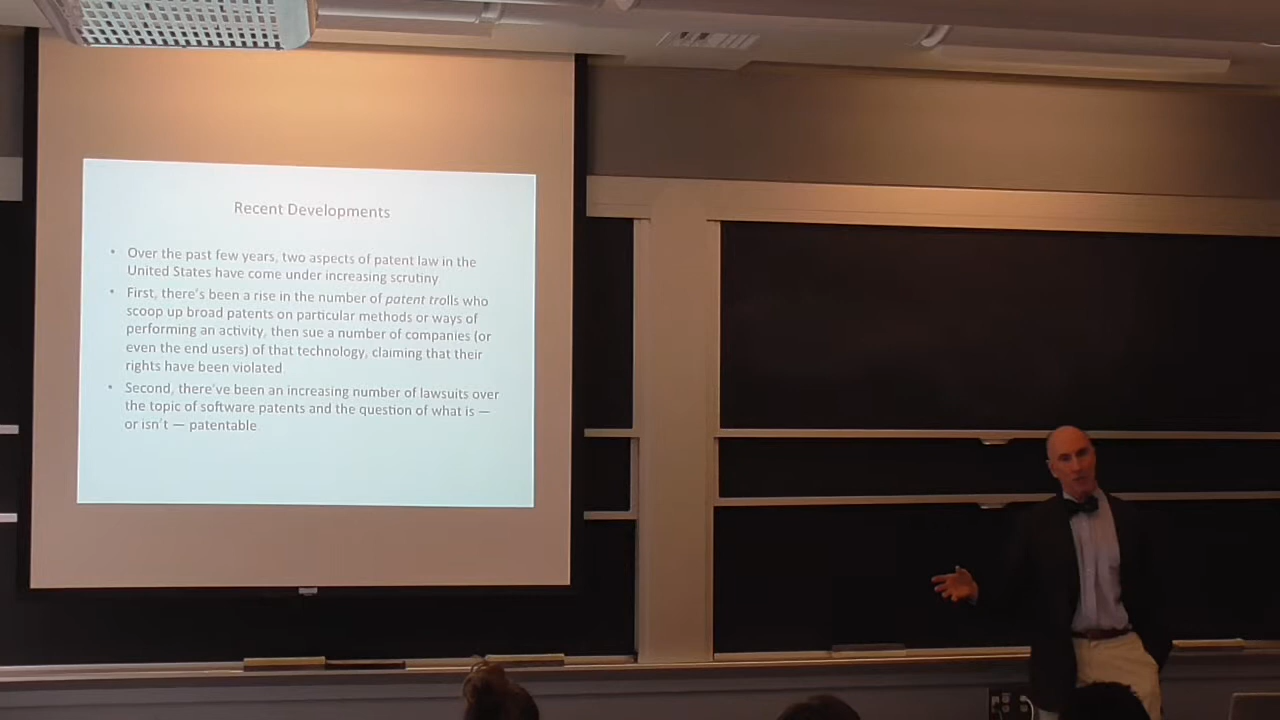 Recent Developments
• Over the past few years, two aspects of patent law in the
United States have come under increasing scrutiny
• First, there's been a rise in the number of patent trolls who
scoop up broad patents on particular methods or ways of
performing an activity, then sue a number of companies (or
even the end users) of that technology, claiming that their
rights have been violated
• Second, there've been an increasing number of lawsuits over
the topic of software patents and the question of what is —
or isn't — patentable